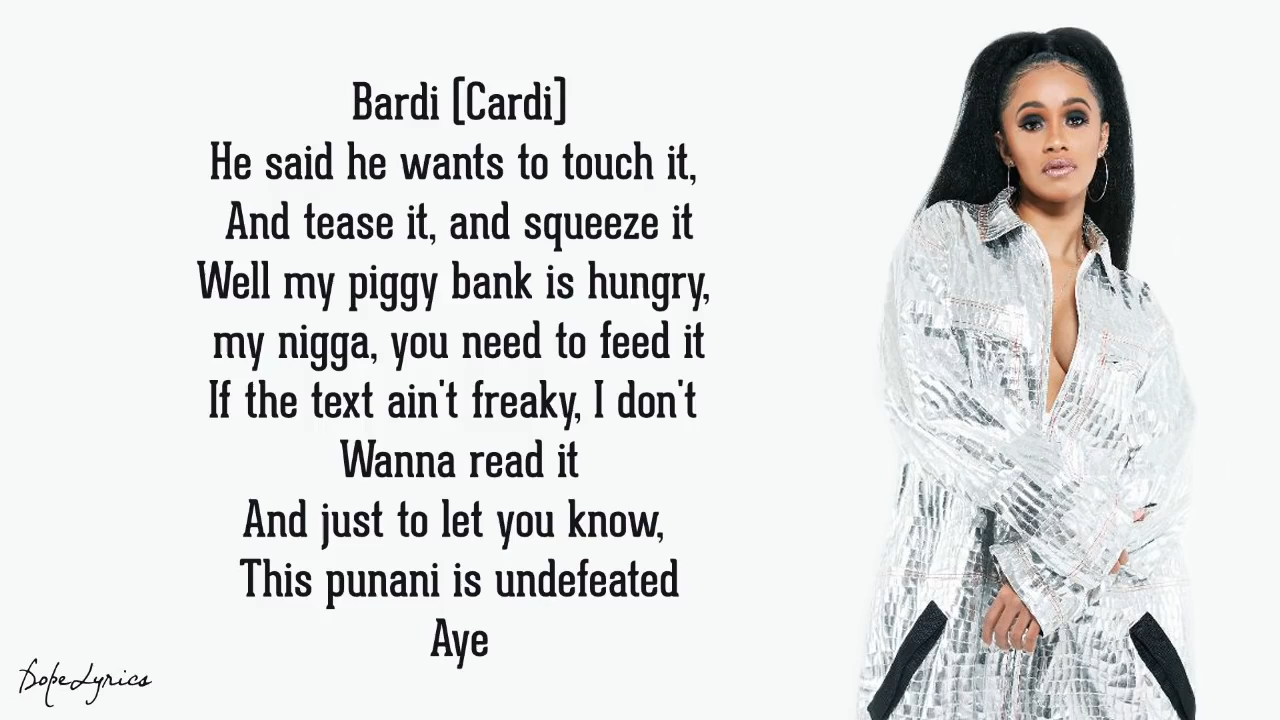 Bardi [Cardi]
He said he wants to touch it,
And tease it, and squeeze it
Well my piggy bank is hungry,
my nigga, you need to feed it
If the text ain't freaky, I don't
Wanna read it
And just to let you know,
This punani is undefeated
Aye
DopeLyrics